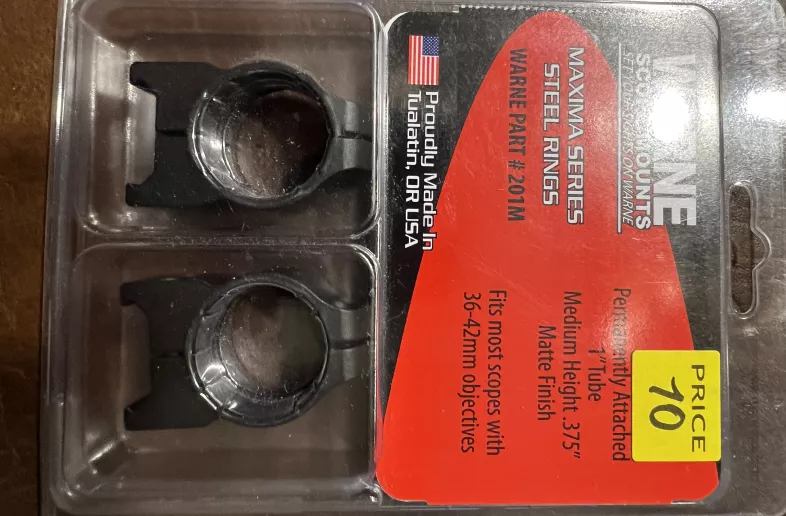 WARNE
SCOPE MOUNTS
MAXIMA SERIES
STEEL RINGS
WARNE PART # 201M
Proudly Made In
Tualatin, OR USA
Permanently Attached
1" Tube
Medium Height .375"
Matte Finish
Fits most scopes with
36-42mm objectives
PRICE
10